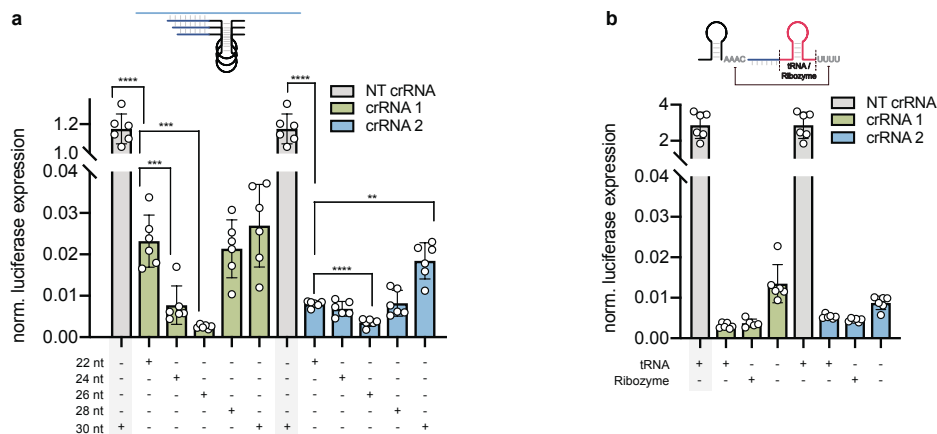 a
****
****
***
***
**
****
NT crRNA
crRNA 1
crRNA 2
norm. luciferase expression
1.2
1.0
0.04
0.03
0.02
0.01
0.00
22 nt - + - - - - - + - - - -
24 nt - - + - - - - - + - - -
26 nt - - - + - - - - - + - -
28 nt - - - - + - - - - - + -
30 nt + - - - - + + - - - - +
b
AAAC
tRNA /
Ribozyme
UUUU
NT crRNA
crRNA 1
crRNA 2
norm. luciferase expression
4
2
0.04
0.03
0.02
0.01
0.00
tRNA + + - - + + - -
Ribozyme - - + - - - + -